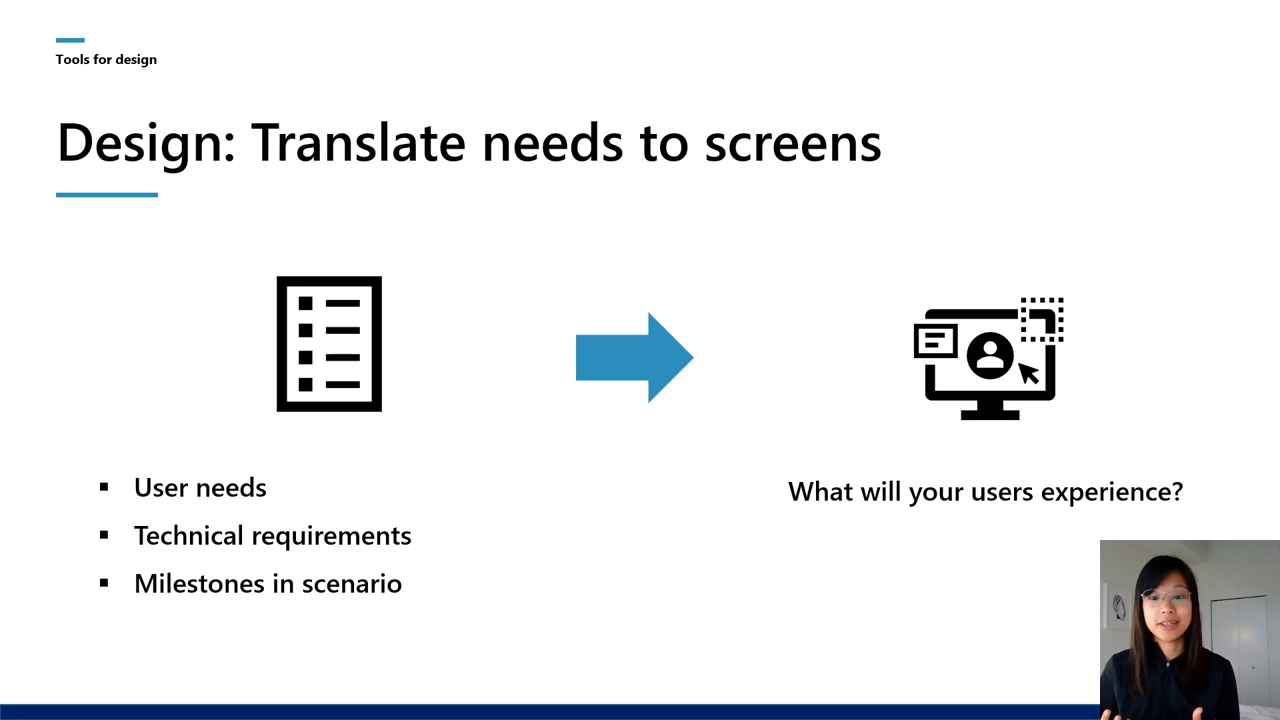 Tools for design
Design: Translate needs to screens
▪ User needs
▪ Technical requirements
▪ Milestones in scenario
What will your users experience?